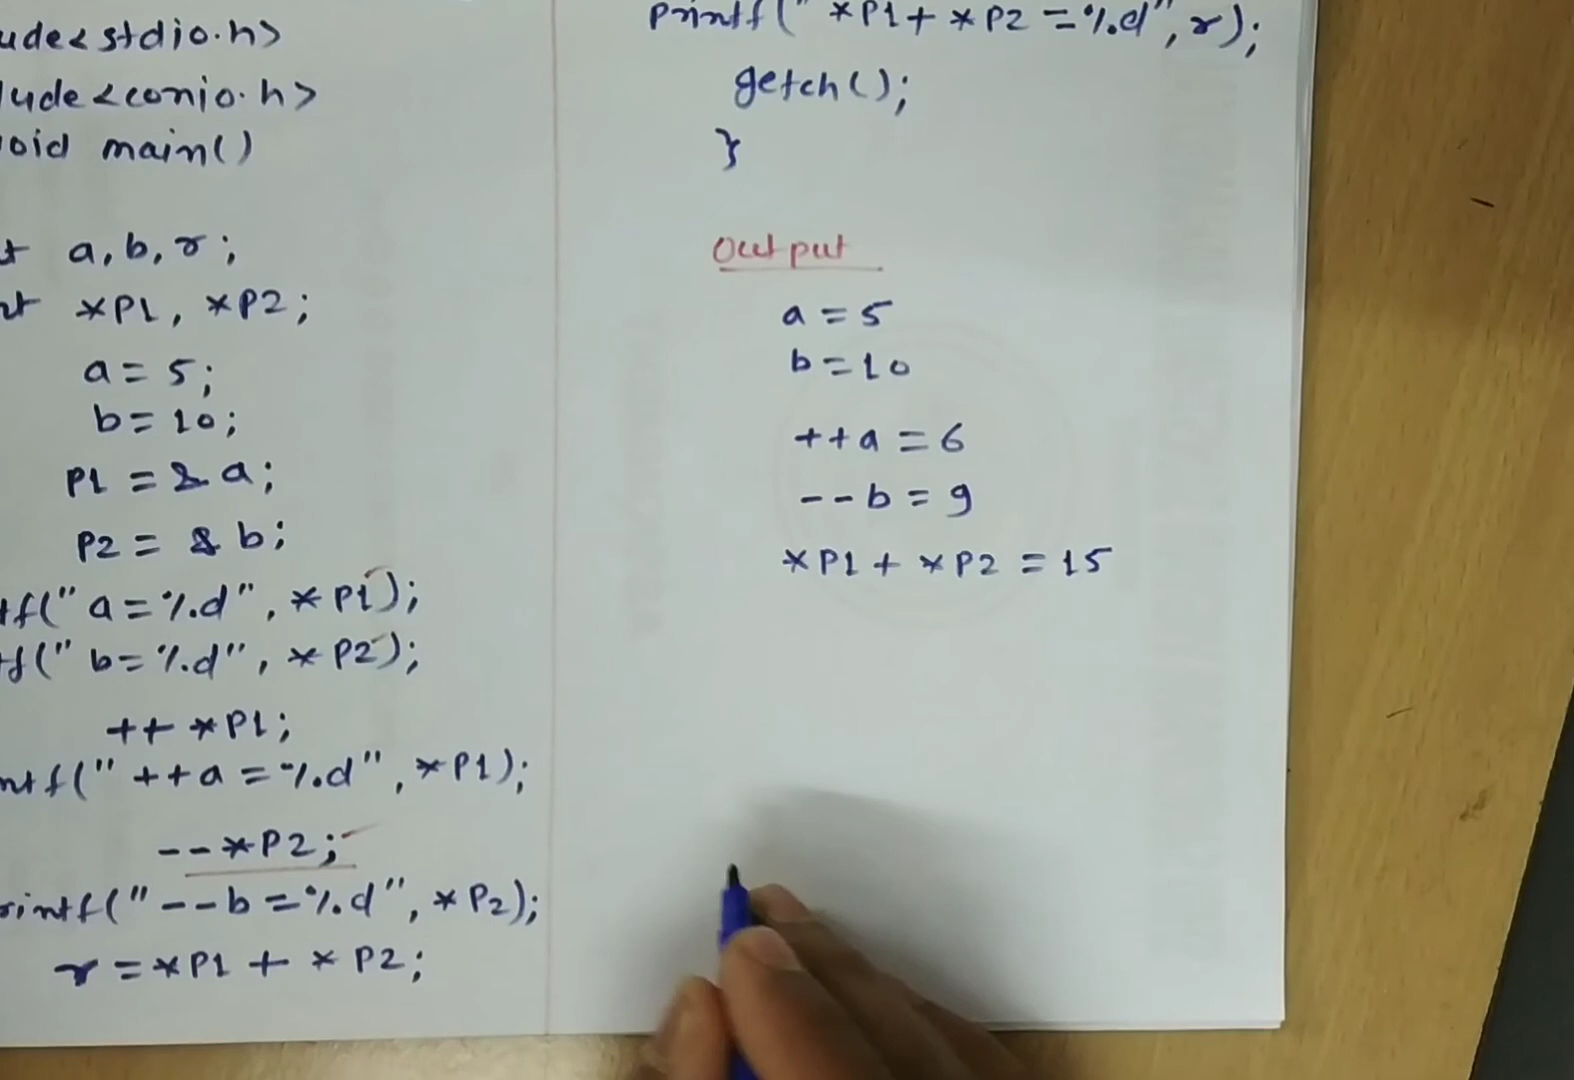 ude<stdio.h>
lude<conio.h>
oid main()
t a, b, r;
nt *P1, *P2;
a = 5;
b = 10;
P1 = & a;
P2 = & b;
tf(" a = %d", *P1);
tf(" b = %d", *P2);
++ *P1;
ntf(" ++a = %d", *P1);
--*P2;
rintf(" --b = %d", *P2);
r = *P1 + * P2;
printf(" *P1 + *P2 = %d", r);
getch();
}
Output
a = 5
b = 10
++a = 6
--b = 9
*P1 + *P2 = 15